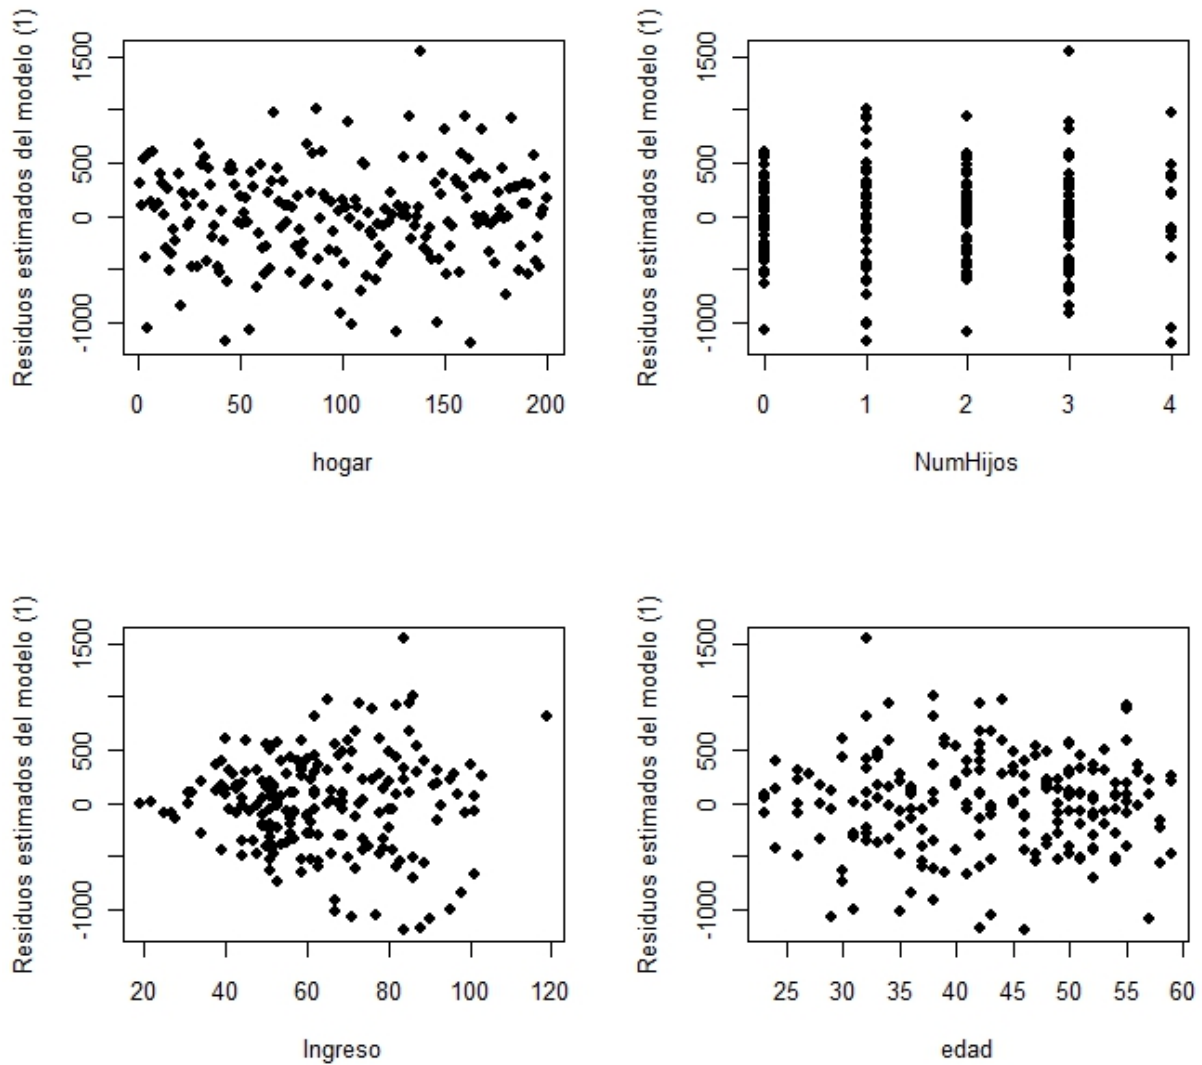 Residuos estimados del modelo (1)
1500
500
0
-1000
0 50 100 150 200
hogar
Residuos estimados del modelo (1)
1500
500
0
-1000
0 1 2 3 4
NumHijos
Residuos estimados del modelo (1)
1500
500
0
-1000
20 40 60 80 100 120
Ingreso
Residuos estimados del modelo (1)
1500
500
0
-1000
25 30 35 40 45 50 55 60
edad